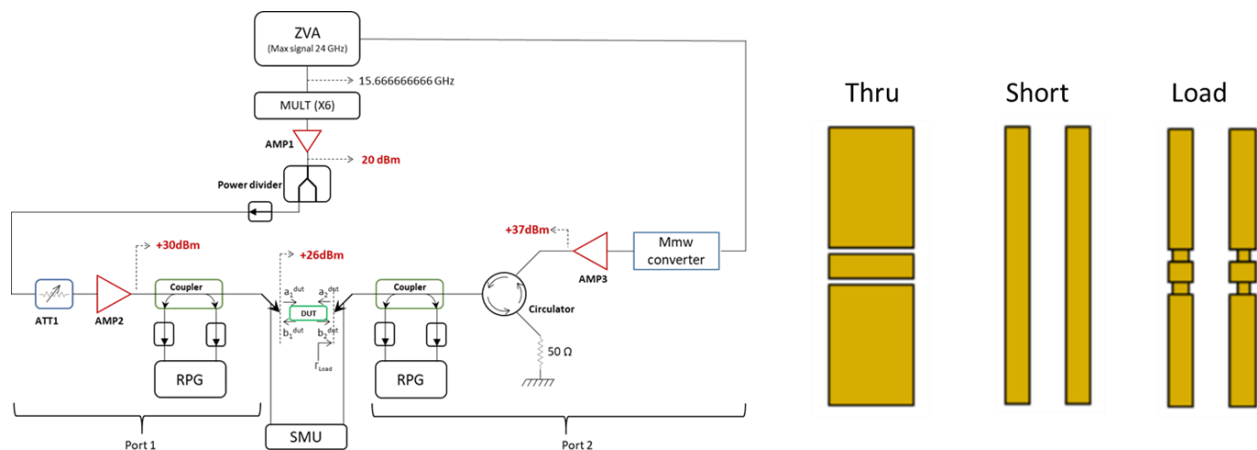 ZVA
(Max signal 24 GHz)
15.666666666 GHz
MULT (X6)
AMP1
20 dBm
Power divider
+30dBm
+26dBm
+37dBm
Mmw
converter
AMP3
Coupler
Coupler
Circulator
ATT1
AMP2
a₁ᵈᵘᵗ
a₂ᵈᵘᵗ
DUT
b₁ᵈᵘᵗ
b₂ᵈᵘᵗ
Γ_Load
50 Ω
RPG
RPG
SMU
Port 1
Port 2
Thru
Short
Load